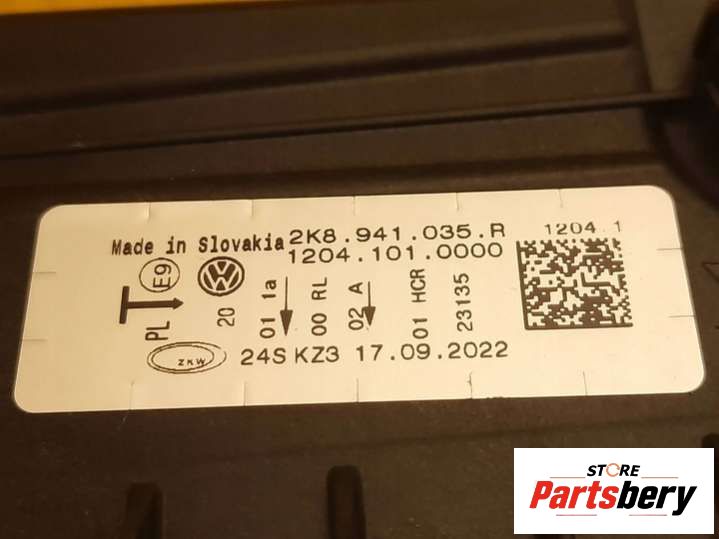 Made in Slovakia 2K8.941.035.R
1204.101.0000
1204.1
E9
PL
20
01 1a
00 RL
02 A
01 HCR
23135
ZKW
24S KZ3 17.09.2022
STORE
Partsbery